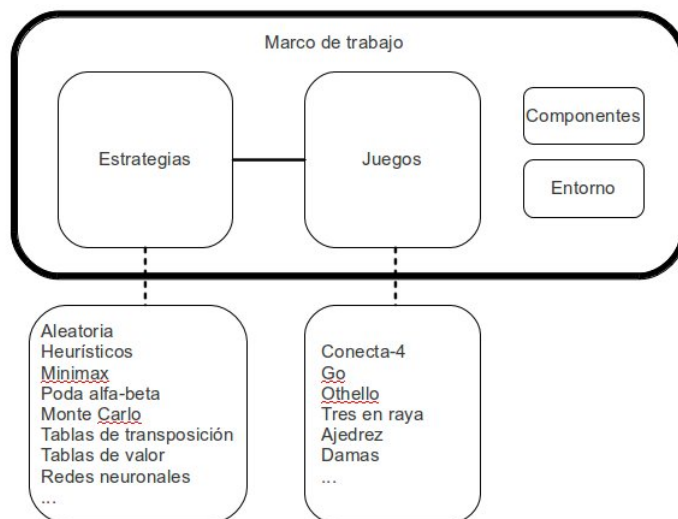 Marco de trabajo
Estrategias
Juegos
Componentes
Entorno
Aleatoria
Heurísticos
Minimax
Poda alfa-beta
Monte Carlo
Tablas de transposición
Tablas de valor
Redes neuronales
...
Conecta-4
Go
Othello
Tres en raya
Ajedrez
Damas
...